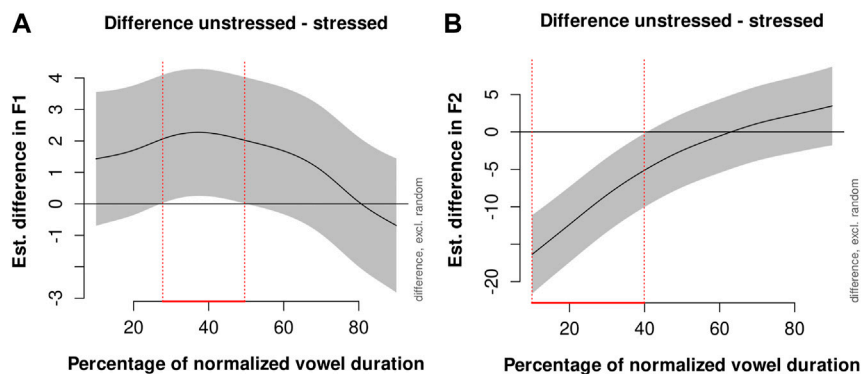 A
Difference unstressed - stressed
Est. difference in F1
4
3
2
1
0
-1
-3
20 40 60 80
Percentage of normalized vowel duration
difference, excl. random
B
Difference unstressed - stressed
Est. difference in F2
5
0
-5
-10
-20
20 40 60 80
Percentage of normalized vowel duration
difference, excl. random